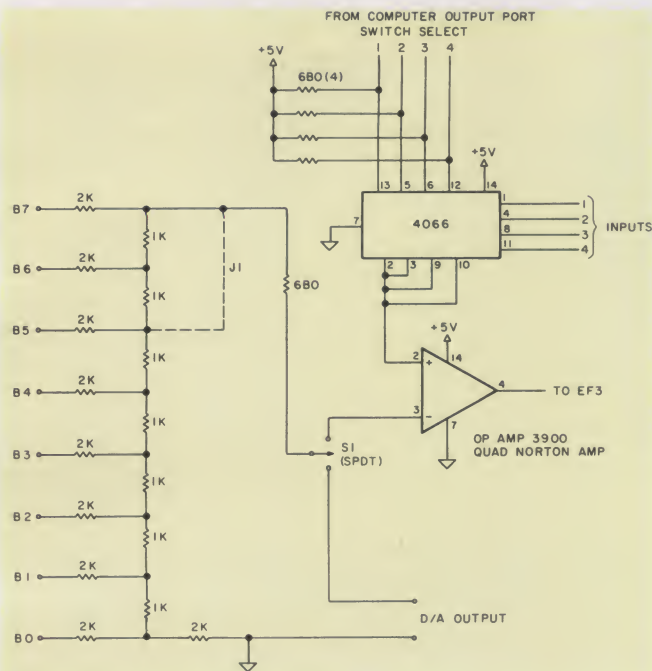 FROM COMPUTER OUTPUT PORT
SWITCH SELECT
+5V
1 2 3 4
680(4)
+5V
13 5 6 12 14
7
4066
1 1
4 2
8 3
11 4
INPUTS
2 3 9 10
B7 2K
1K
B6 2K
J1
680
1K
B5 2K
1K
B4 2K
1K
B3 2K
1K
B2 2K
1K
B1 2K
1K
B0 2K 2K
+5V
14
2 +
4 TO EF3
3 −
7
S1
(SPDT)
OP AMP 3900
QUAD NORTON AMP
D/A OUTPUT